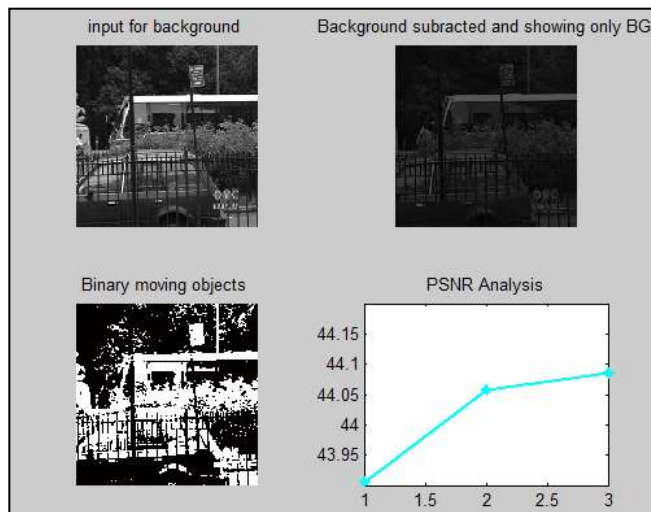 input for background
Background subracted and showing only BG
Binary moving objects
PSNR Analysis
44.15
44.1
44.05
44
43.95
1
1.5
2
2.5
3